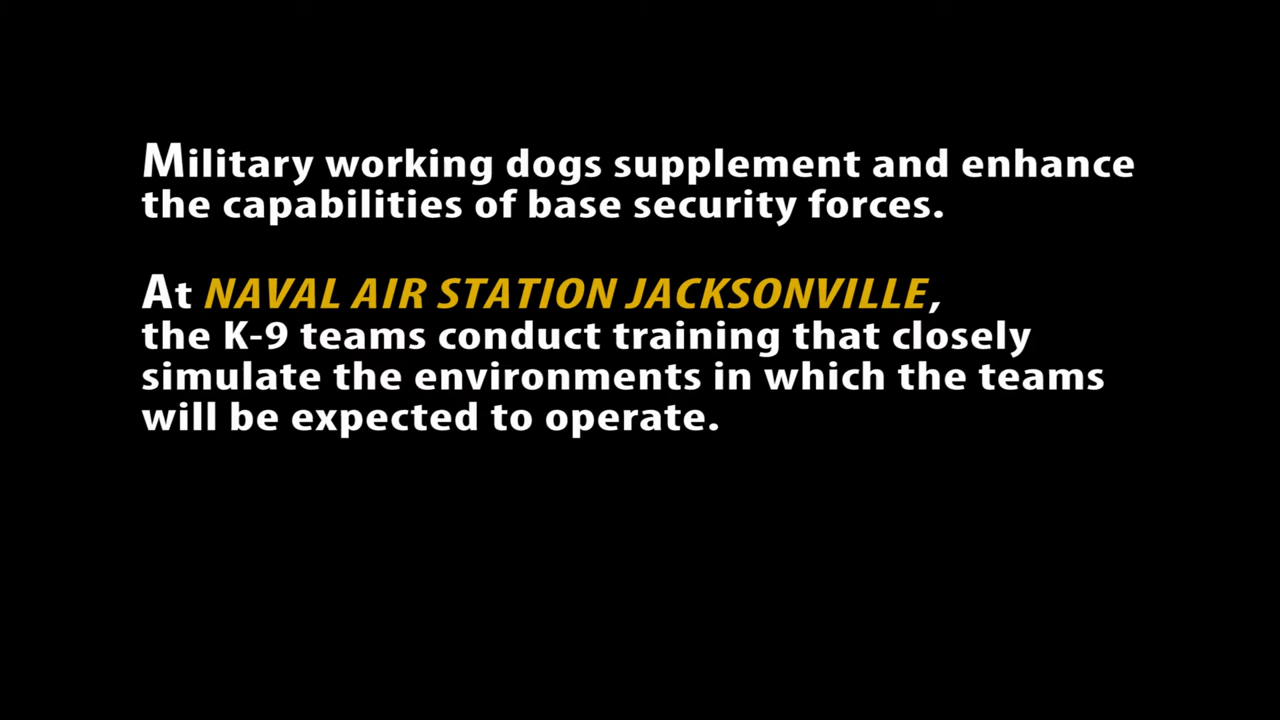 Military working dogs supplement and enhance
the capabilities of base security forces.
At NAVAL AIR STATION JACKSONVILLE,
the K-9 teams conduct training that closely
simulate the environments in which the teams
will be expected to operate.